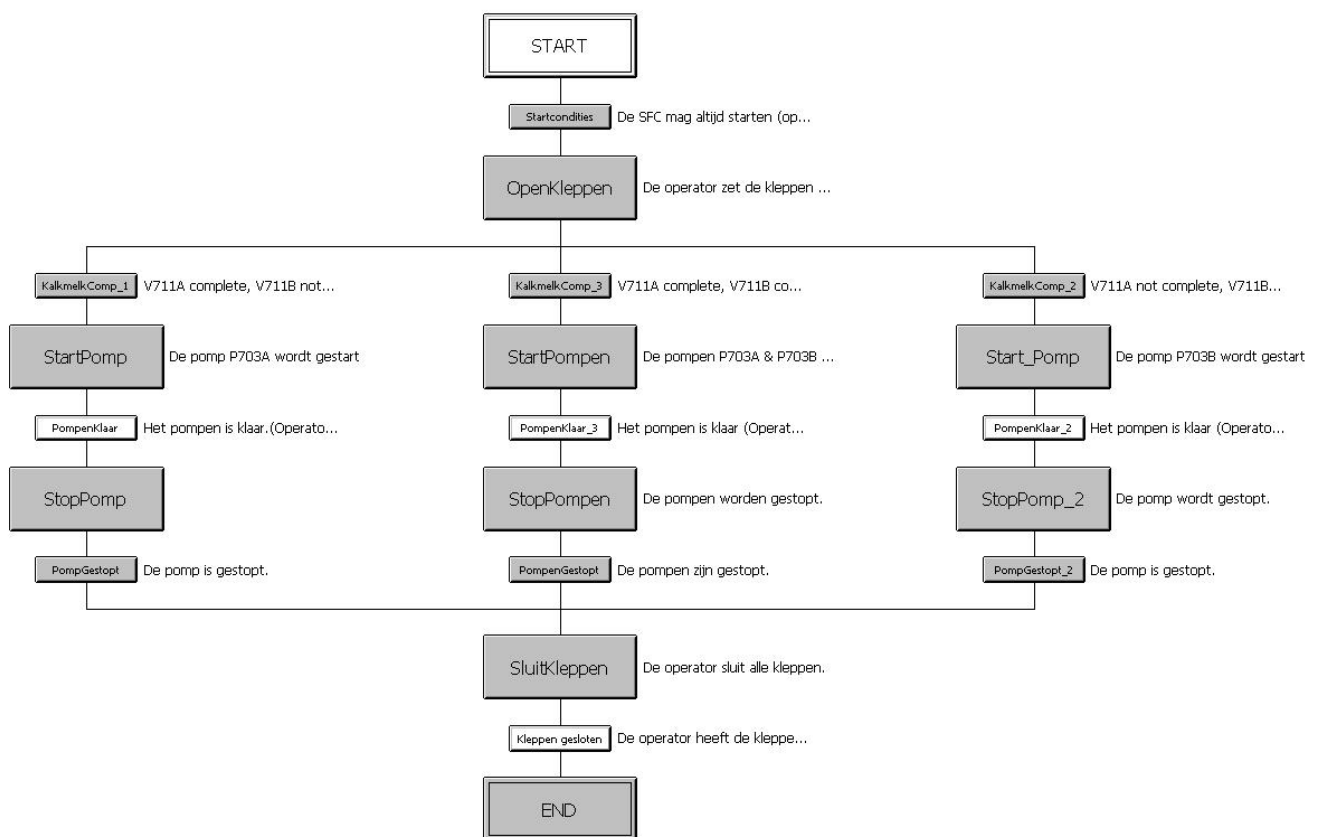 START
Startcondities De SFC mag altijd starten (op...
OpenKleppen De operator zet de kleppen ...
KalkmelkComp_1 V711A complete, V711B not... KalkmelkComp_3 V711A complete, V711B co... KalkmelkComp_2 V711A not complete, V711B...
StartPomp De pomp P703A wordt gestart StartPompen De pompen P703A & P703B ... Start_Pomp De pomp P703B wordt gestart
PompenKlaar Het pompen is klaar.(Operato... PompenKlaar_3 Het pompen is klaar (Operat... PompenKlaar_2 Het pompen is klaar (Operato...
StopPomp StopPompen De pompen worden gestopt. StopPomp_2 De pomp wordt gestopt.
PompGestopt De pomp is gestopt. PompenGestopt De pompen zijn gestopt. PompGestopt_2 De pomp is gestopt.
SluitKleppen De operator sluit alle kleppen.
Kleppen gesloten De operator heeft de kleppe...
END